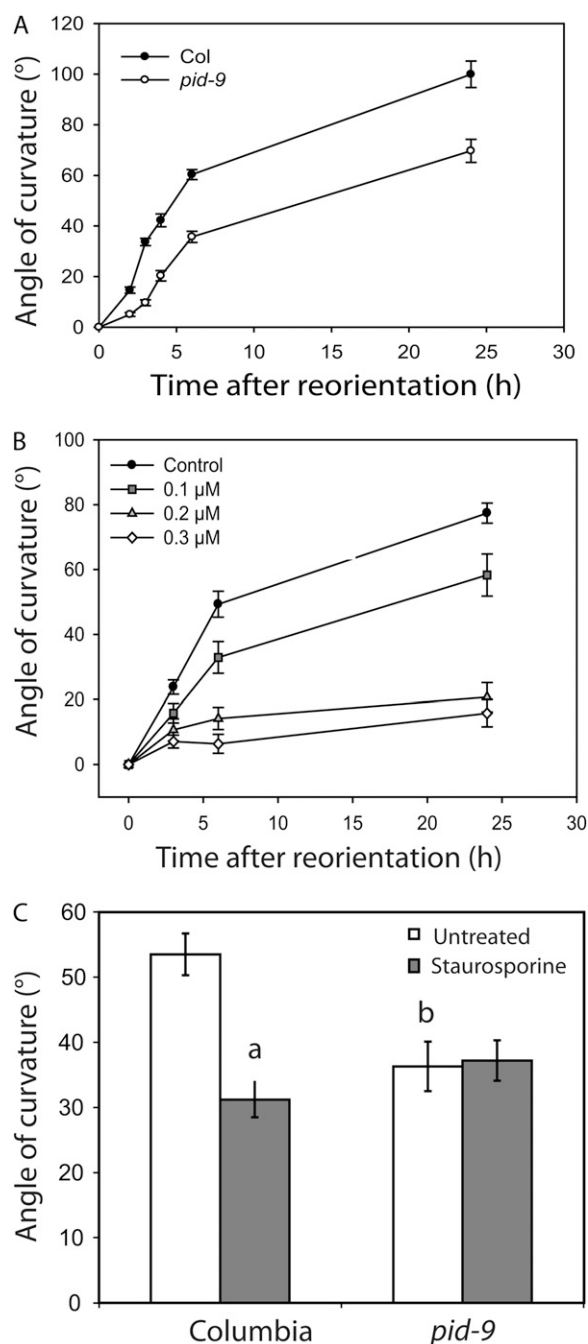 A
120
100
80
60
40
20
0
Angle of curvature (°)
Col
pid-9
0 5 10 15 20 25 30
Time after reorientation (h)
B
100
80
60
40
20
0
Angle of curvature (°)
Control
0.1 µM
0.2 µM
0.3 µM
0 5 10 15 20 25 30
Time after reorientation (h)
C
60
50
40
30
20
10
0
Angle of curvature (°)
Untreated
Staurosporine
a
b
Columbia pid-9